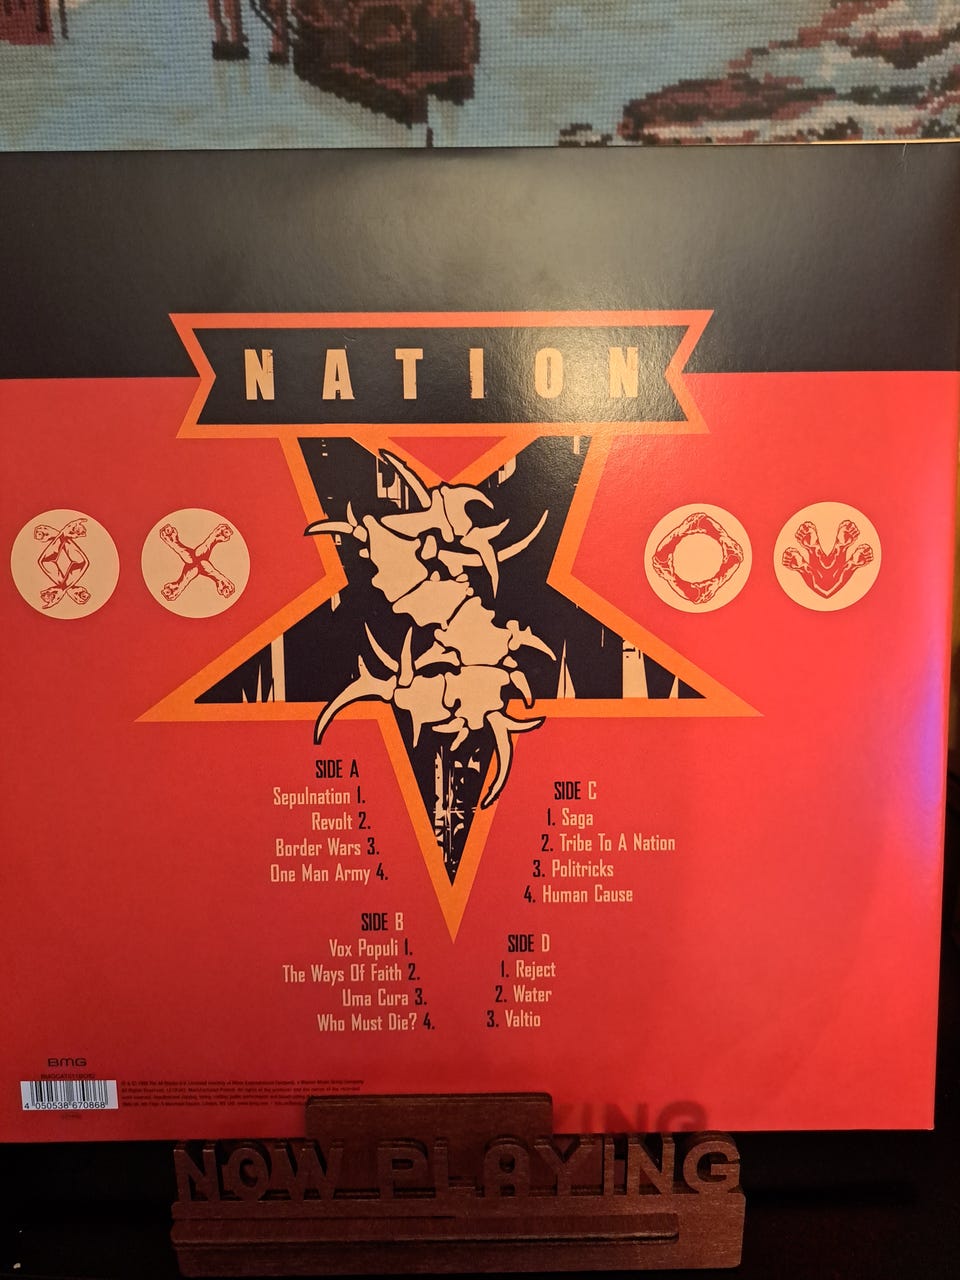 NATION
SIDE A
Sepulnation 1.
Revolt 2.
Border Wars 3.
One Man Army 4.
SIDE B
Vox Populi 1.
The Ways Of Faith 2.
Uma Cura 3.
Who Must Die? 4.
SIDE C
1. Saga
2. Tribe To A Nation
3. Politricks
4. Human Cause
SIDE D
1. Reject
2. Water
3. Valtio
BMG
4 050538 670868
NOW PLAYING